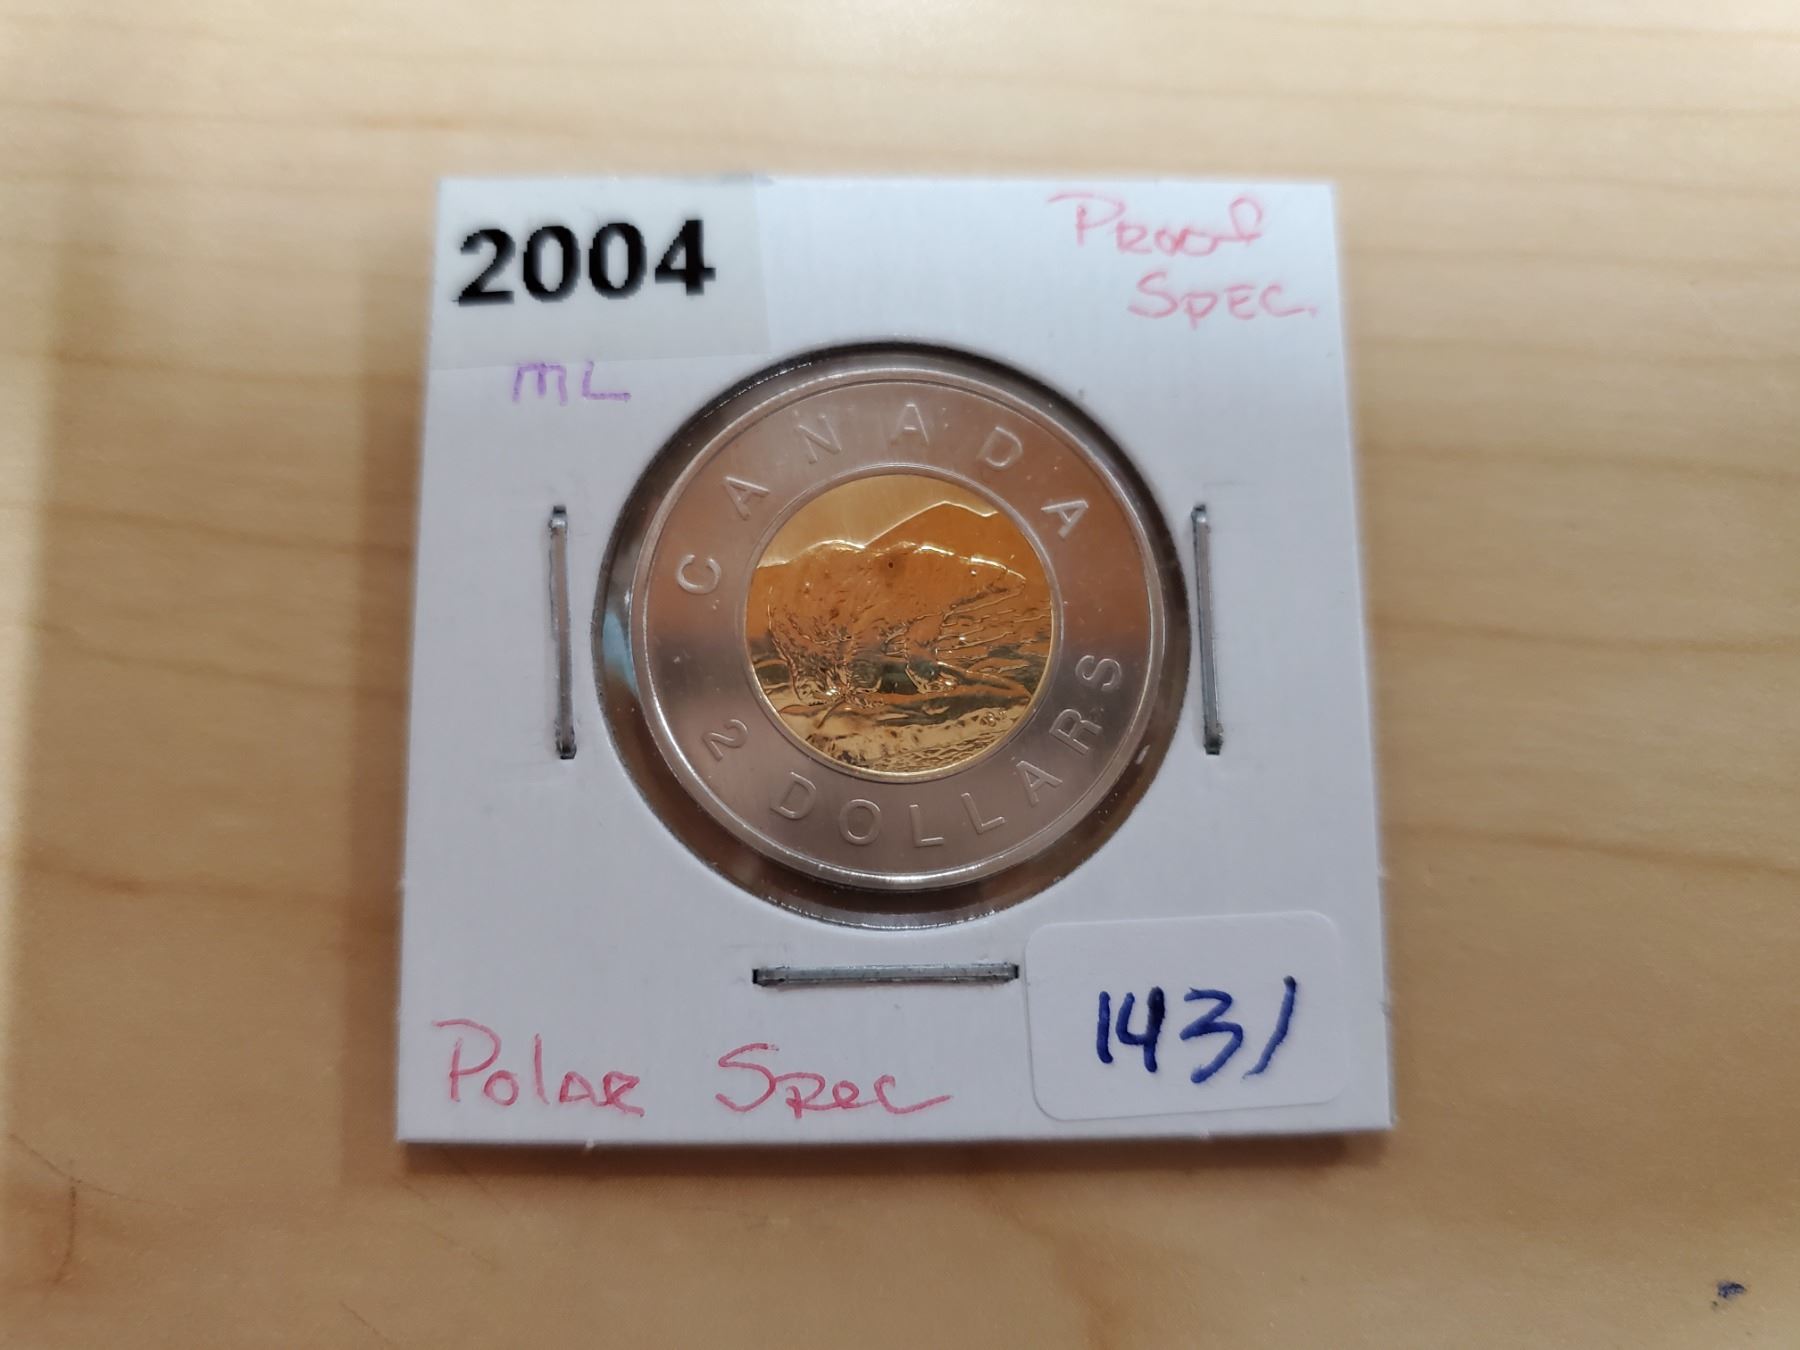 2004
Proof
Spec.
ML
CANADA
2 DOLLARS
Polar Spec
1431